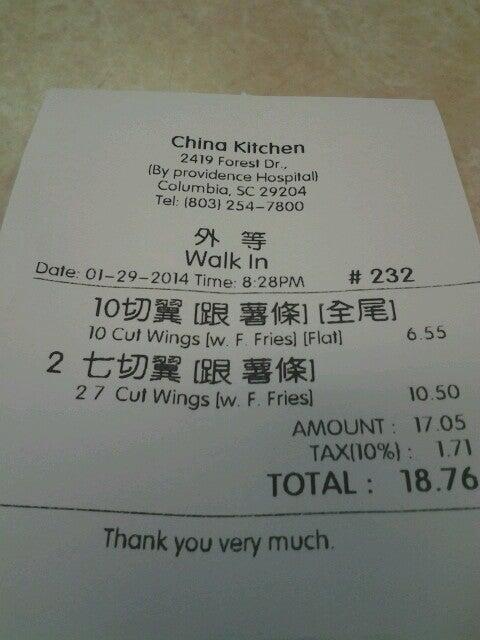 China Kitchen
2419 Forest Dr.,
(By providence Hospital)
Columbia, SC 29204
Tel: (803) 254-7800
外 等
Walk In
Date: 01-29-2014 Time: 8:28PM # 232
10切翼 [跟 薯條] [全尾]
10 Cut Wings [w. F. Fries] [Flat] 6.55
2 七切翼 [跟 薯條]
2 7 Cut Wings [w. F. Fries] 10.50
AMOUNT : 17.05
TAX(10%) : 1.71
TOTAL : 18.76
Thank you very much.